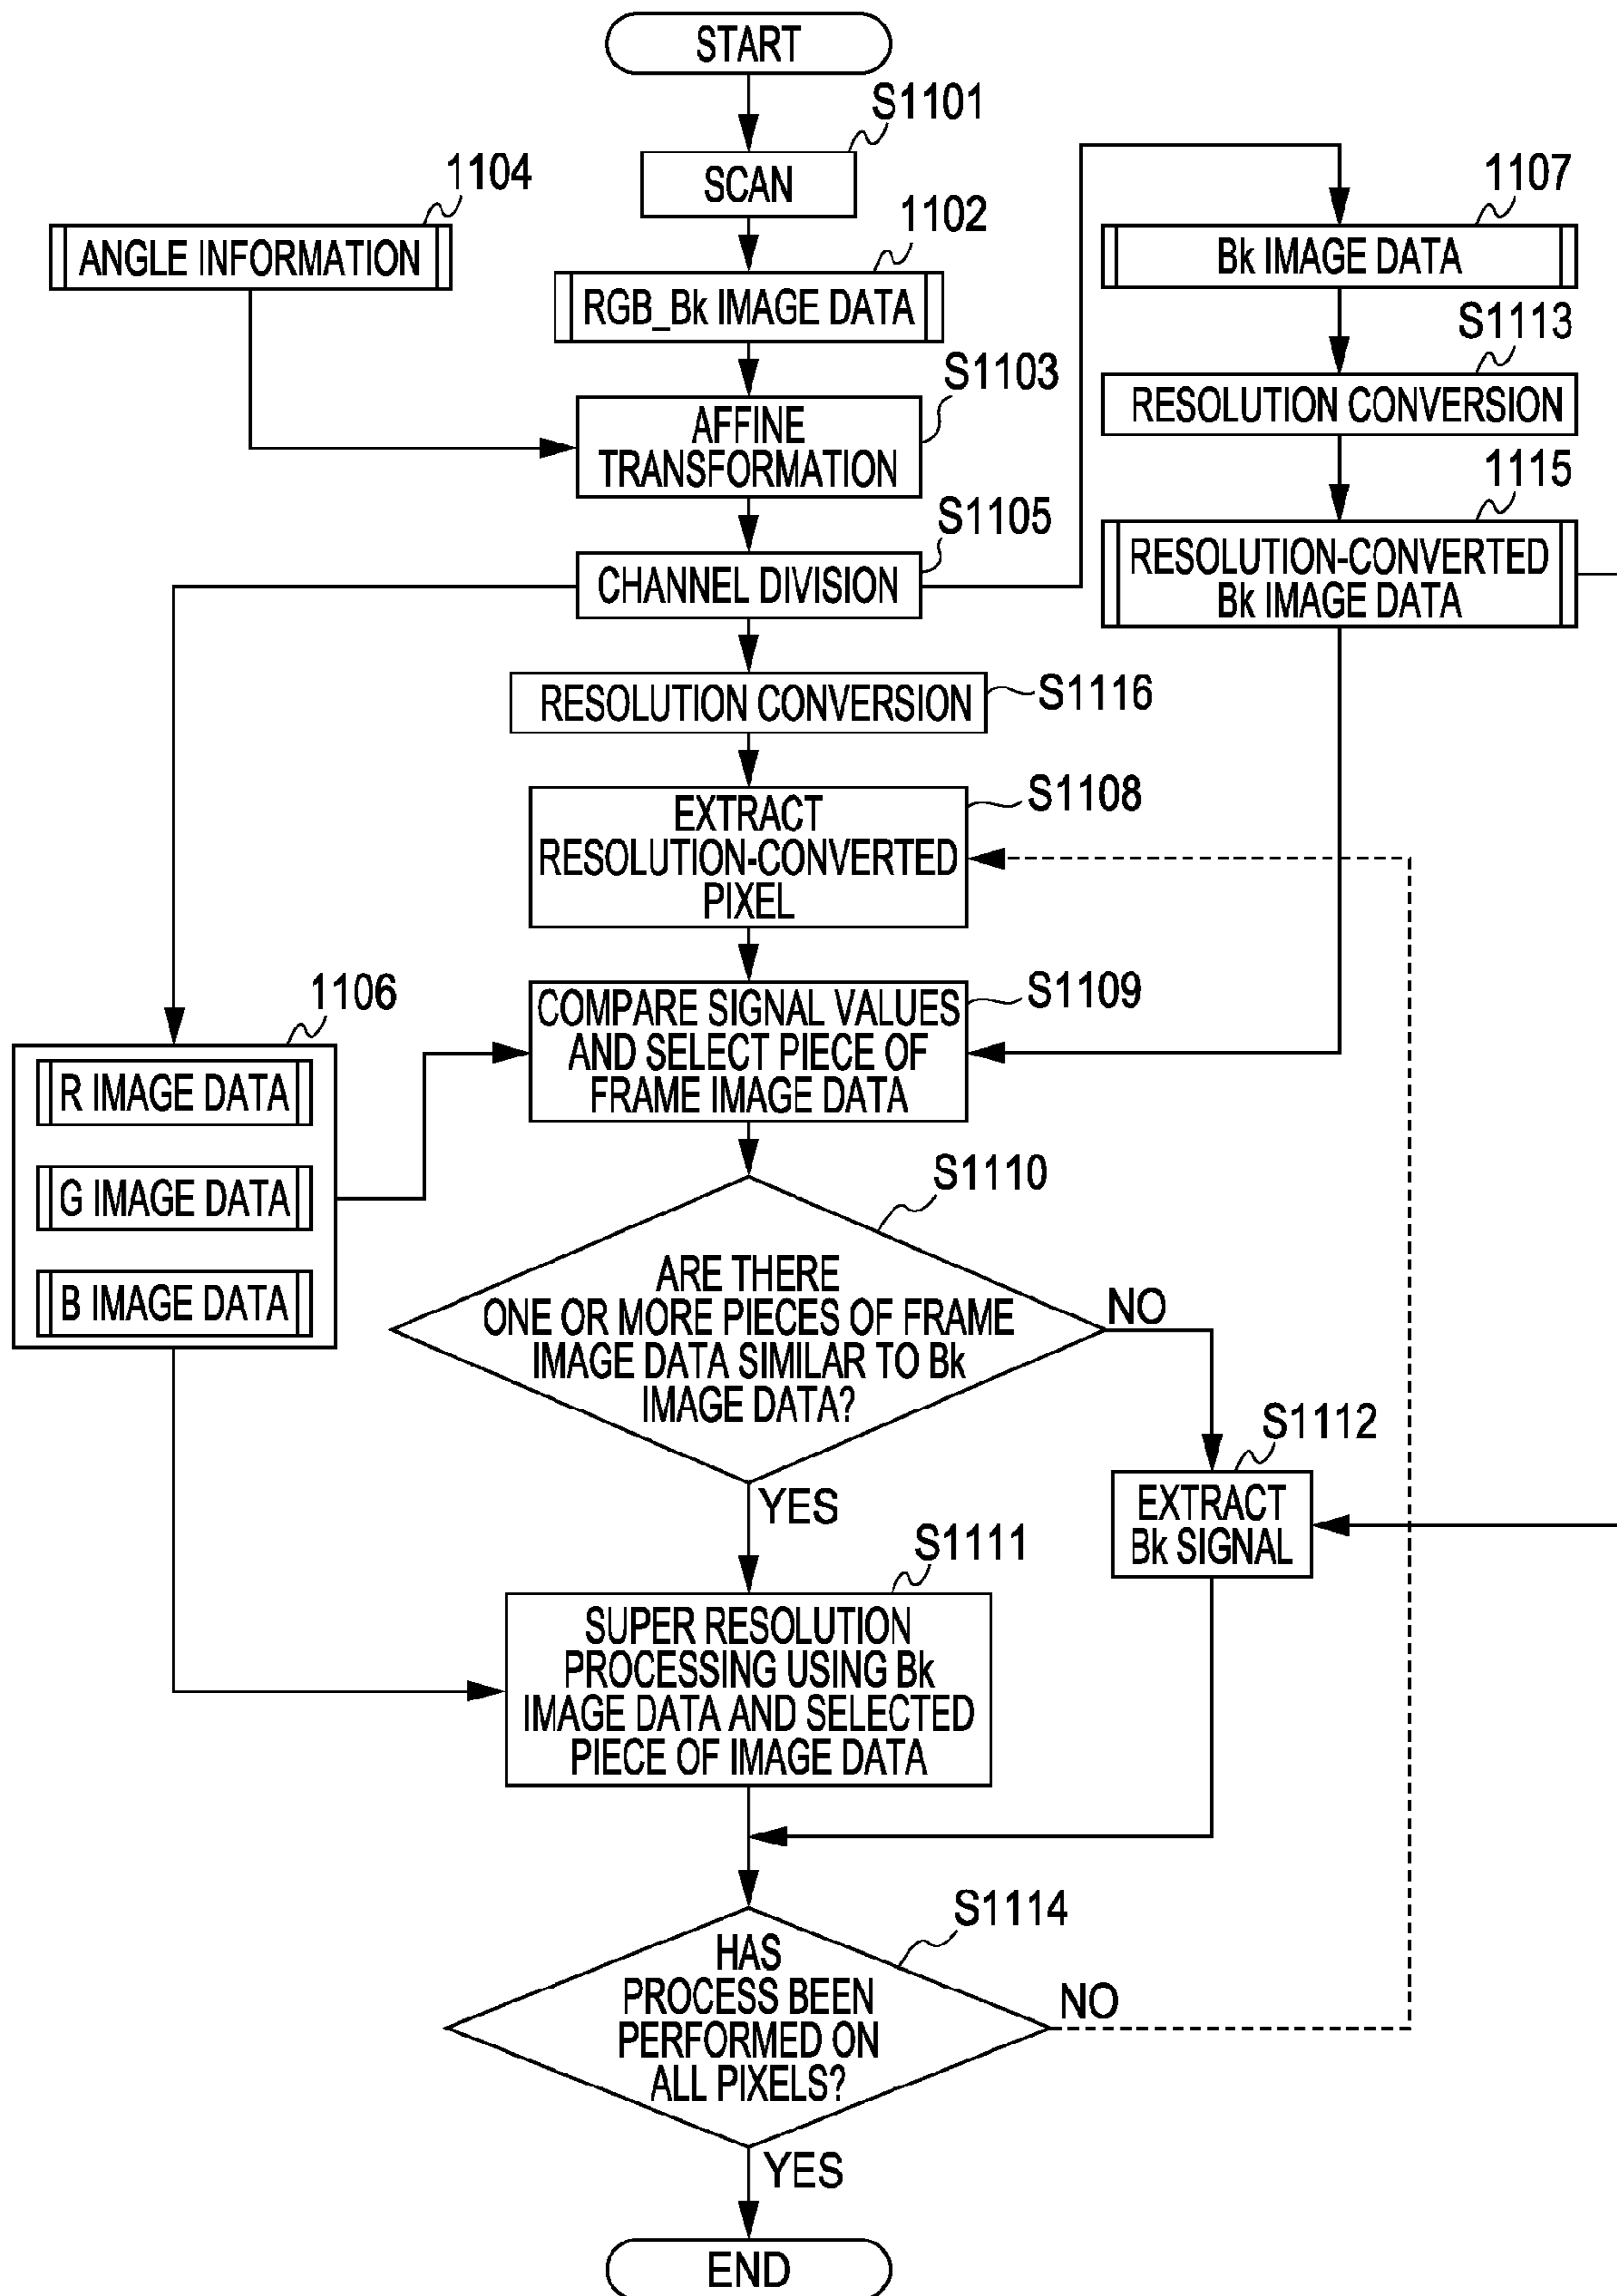 START
S1101
SCAN
1104
ANGLE INFORMATION
1102
RGB_Bk IMAGE DATA
1107
Bk IMAGE DATA
S1113
RESOLUTION CONVERSION
1115
RESOLUTION-CONVERTED
Bk IMAGE DATA
S1103
AFFINE
TRANSFORMATION
S1105
CHANNEL DIVISION
RESOLUTION CONVERSION
S1116
S1108
EXTRACT
RESOLUTION-CONVERTED
PIXEL
1106
R IMAGE DATA
G IMAGE DATA
B IMAGE DATA
S1109
COMPARE SIGNAL VALUES
AND SELECT PIECE OF
FRAME IMAGE DATA
S1110
ARE THERE
ONE OR MORE PIECES OF FRAME
IMAGE DATA SIMILAR TO Bk
IMAGE DATA?
NO
YES
S1112
EXTRACT
Bk SIGNAL
S1111
SUPER RESOLUTION
PROCESSING USING Bk
IMAGE DATA AND SELECTED
PIECE OF IMAGE DATA
S1114
HAS
PROCESS BEEN
PERFORMED ON
ALL PIXELS?
NO
YES
END